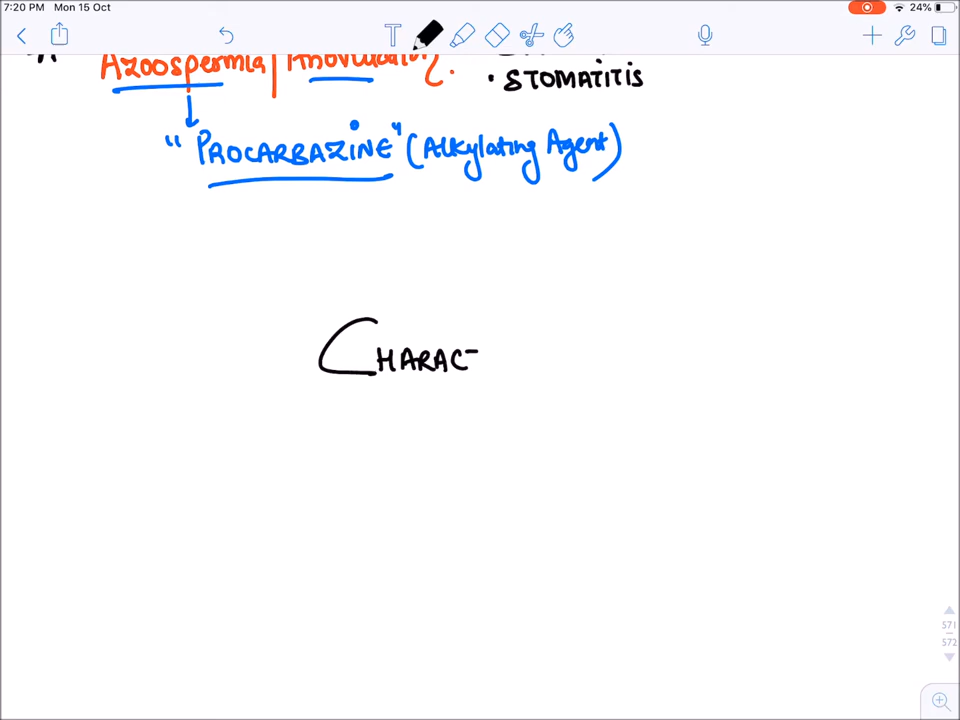 7:20 PM Mon 15 Oct
24%
Azoospermia |
• STOMATITIS
"PROCARBAZINE" (Alkylating Agent)
CHARAC
571
572